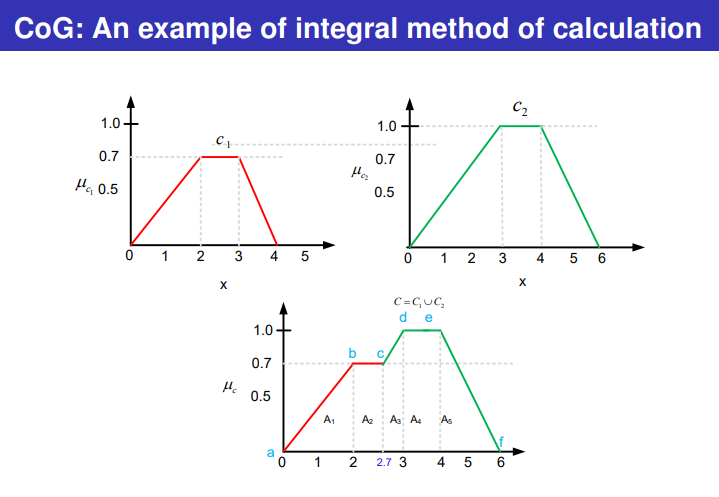 CoG: An example of integral method of calculation
1.0
0.7
0.5
μc₁
c₁
0 1 2 3 4 5
x
1.0
0.7
0.5
μc₂
c₂
0 1 2 3 4 5 6
x
C = C₁ ∪ C₂
d e
1.0
b c
0.7
μc
0.5
A₁ A₂ A₃ A₄ A₅
a f
0 1 2 2.7 3 4 5 6